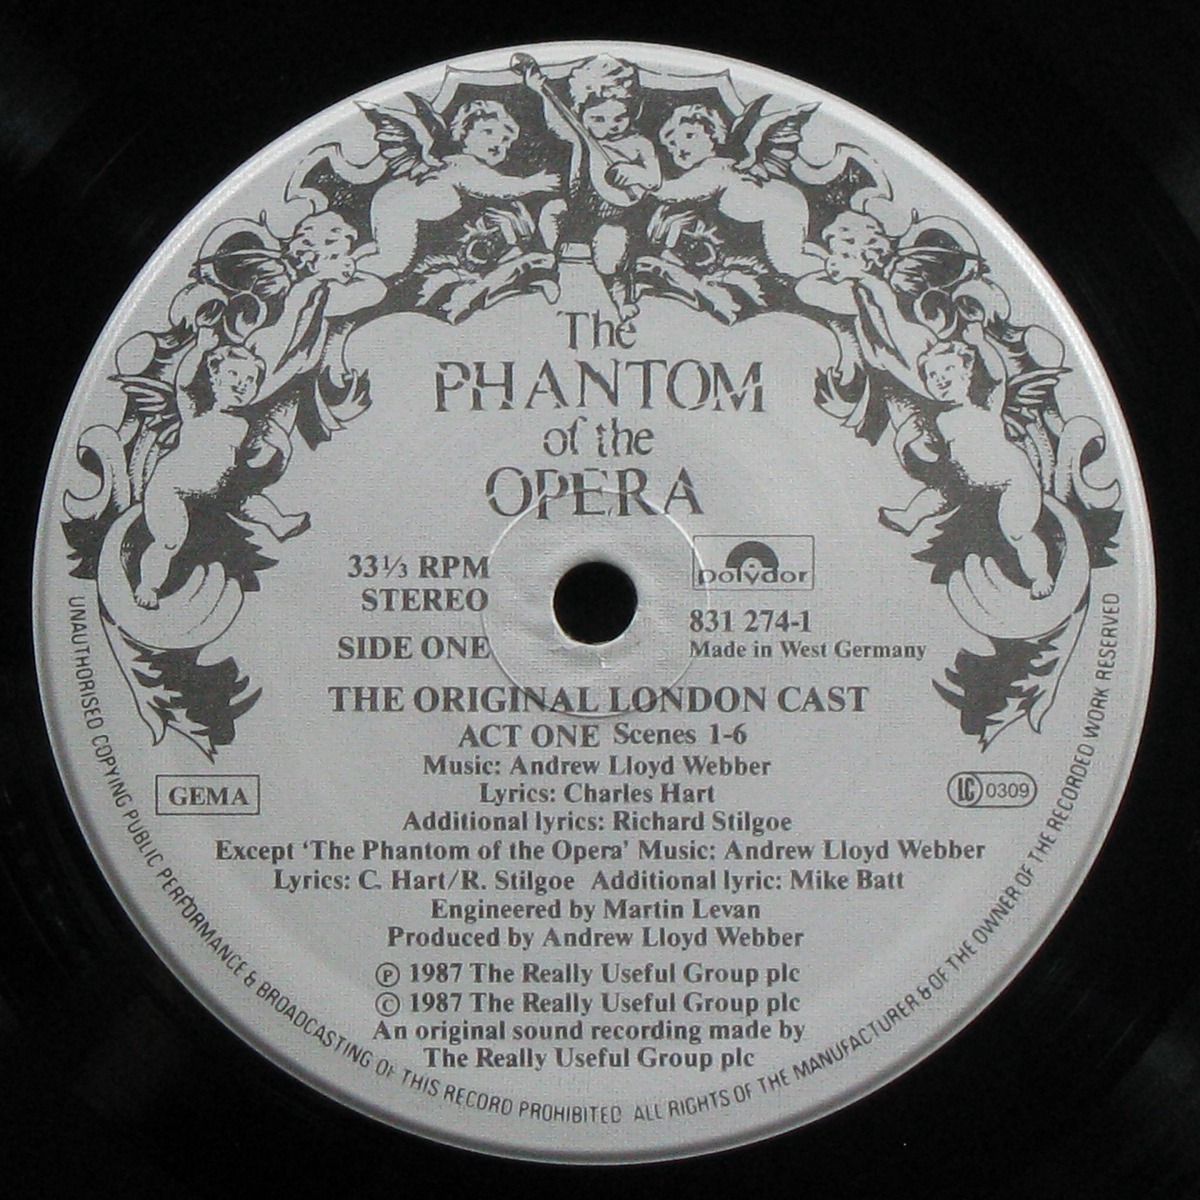 The
PHANTOM
of the
OPERA
33⅓ RPM
STEREO
SIDE ONE
polydor
831 274-1
Made in West Germany
THE ORIGINAL LONDON CAST
ACT ONE Scenes 1-6
Music: Andrew Lloyd Webber
GEMA
LC 0309
Lyrics: Charles Hart
Additional lyrics: Richard Stilgoe
Except ‘The Phantom of the Opera’ Music: Andrew Lloyd Webber
Lyrics: C. Hart/R. Stilgoe Additional lyric: Mike Batt
Engineered by Martin Levan
Produced by Andrew Lloyd Webber
℗ 1987 The Really Useful Group plc
© 1987 The Really Useful Group plc
An original sound recording made by
The Really Useful Group plc
UNAUTHORISED COPYING PUBLIC PERFORMANCE & BROADCASTING OF THIS RECORD PROHIBITED ALL RIGHTS OF THE MANUFACTURER & OF THE OWNER OF THE RECORDED WORK RESERVED